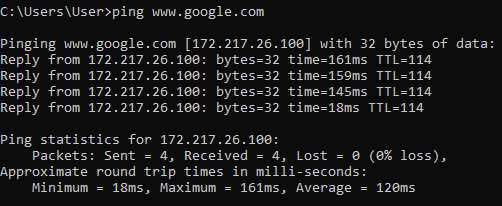 C:\Users\User>ping www.google.com
Pinging www.google.com [172.217.26.100] with 32 bytes of data:
Reply from 172.217.26.100: bytes=32 time=161ms TTL=114
Reply from 172.217.26.100: bytes=32 time=159ms TTL=114
Reply from 172.217.26.100: bytes=32 time=145ms TTL=114
Reply from 172.217.26.100: bytes=32 time=18ms TTL=114
Ping statistics for 172.217.26.100:
    Packets: Sent = 4, Received = 4, Lost = 0 (0% loss),
Approximate round trip times in milli-seconds:
    Minimum = 18ms, Maximum = 161ms, Average = 120ms